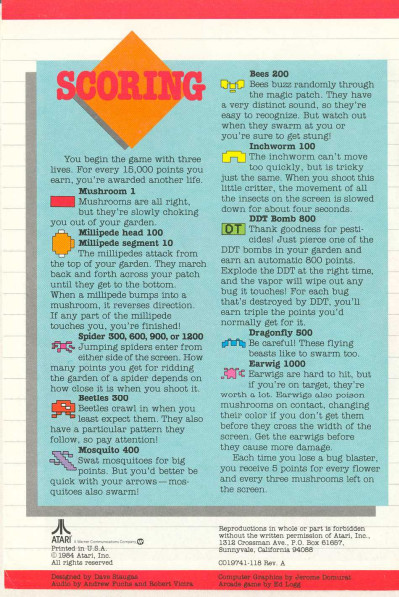 SCORING
You begin the game with three
lives. For every 15,000 points you
earn, you're awarded another life.
Mushroom 1
Mushrooms are all right,
but they're slowly choking
you out of your garden.
Millipede head 100
Millipede segment 10
The millipedes attack from
the top of your garden. They march
back and forth across your patch
until they get to the bottom.
When a millipede bumps into a
mushroom, it reverses direction.
If any part of the millipede
touches you, you're finished!
Spider 300, 600, 900, or 1200
Jumping spiders enter from
either side of the screen. How
many points you get for ridding
the garden of a spider depends on
how close it is when you shoot it.
Beetles 300
Beetles crawl in when you
least expect them. They also
have a particular pattern they
follow, so pay attention!
Mosquito 400
Swat mosquitoes for big
points. But you'd better be
quick with your arrows—mos-
quitoes also swarm!
Bees 200
Bees buzz randomly through
the magic patch. They have
a very distinct sound, so they're
easy to recognize. But watch out
when they swarm at you or
you're sure to get stung!
Inchworm 100
The inchworm can't move
too quickly, but is tricky
just the same. When you shoot this
little critter, the movement of all
the insects on the screen is slowed
down for about four seconds.
DDT Bomb 800
DT Thank goodness for pesti-
cides! Just pierce one of the
DDT bombs in your garden and
earn an automatic 800 points.
Explode the DDT at the right time,
and the vapor will wipe out any
bug it touches! For each bug
that's destroyed by DDT, you'll
earn triple the points you'd
normally get for it.
Dragonfly 500
Be careful! These flying
beasts like to swarm too.
Earwig 1000
Earwigs are hard to hit, but
if you're on target, they're
worth a lot. Earwigs also poison
mushrooms on contact, changing
their color if you don't get them
before they cross the width of the
screen. Get the earwigs before
they cause more damage.
Each time you lose a bug blaster,
you receive 5 points for every flower
and every three mushrooms left on
the screen.
ATARI A Warner Communications Company
Printed in U.S.A.
© 1984 Atari, Inc.
All rights reserved
Reproductions in whole or part is forbidden
without the written permission of Atari, Inc.,
1312 Crossman Ave., P.O. Box 61657,
Sunnyvale, California 94088
C019741-118 Rev. A
Designed by Dave Staugas
Audio by Andrew Fuchs and Robert Vieira
Computer Graphics by Jerome Domurat
Arcade game by Ed Logg